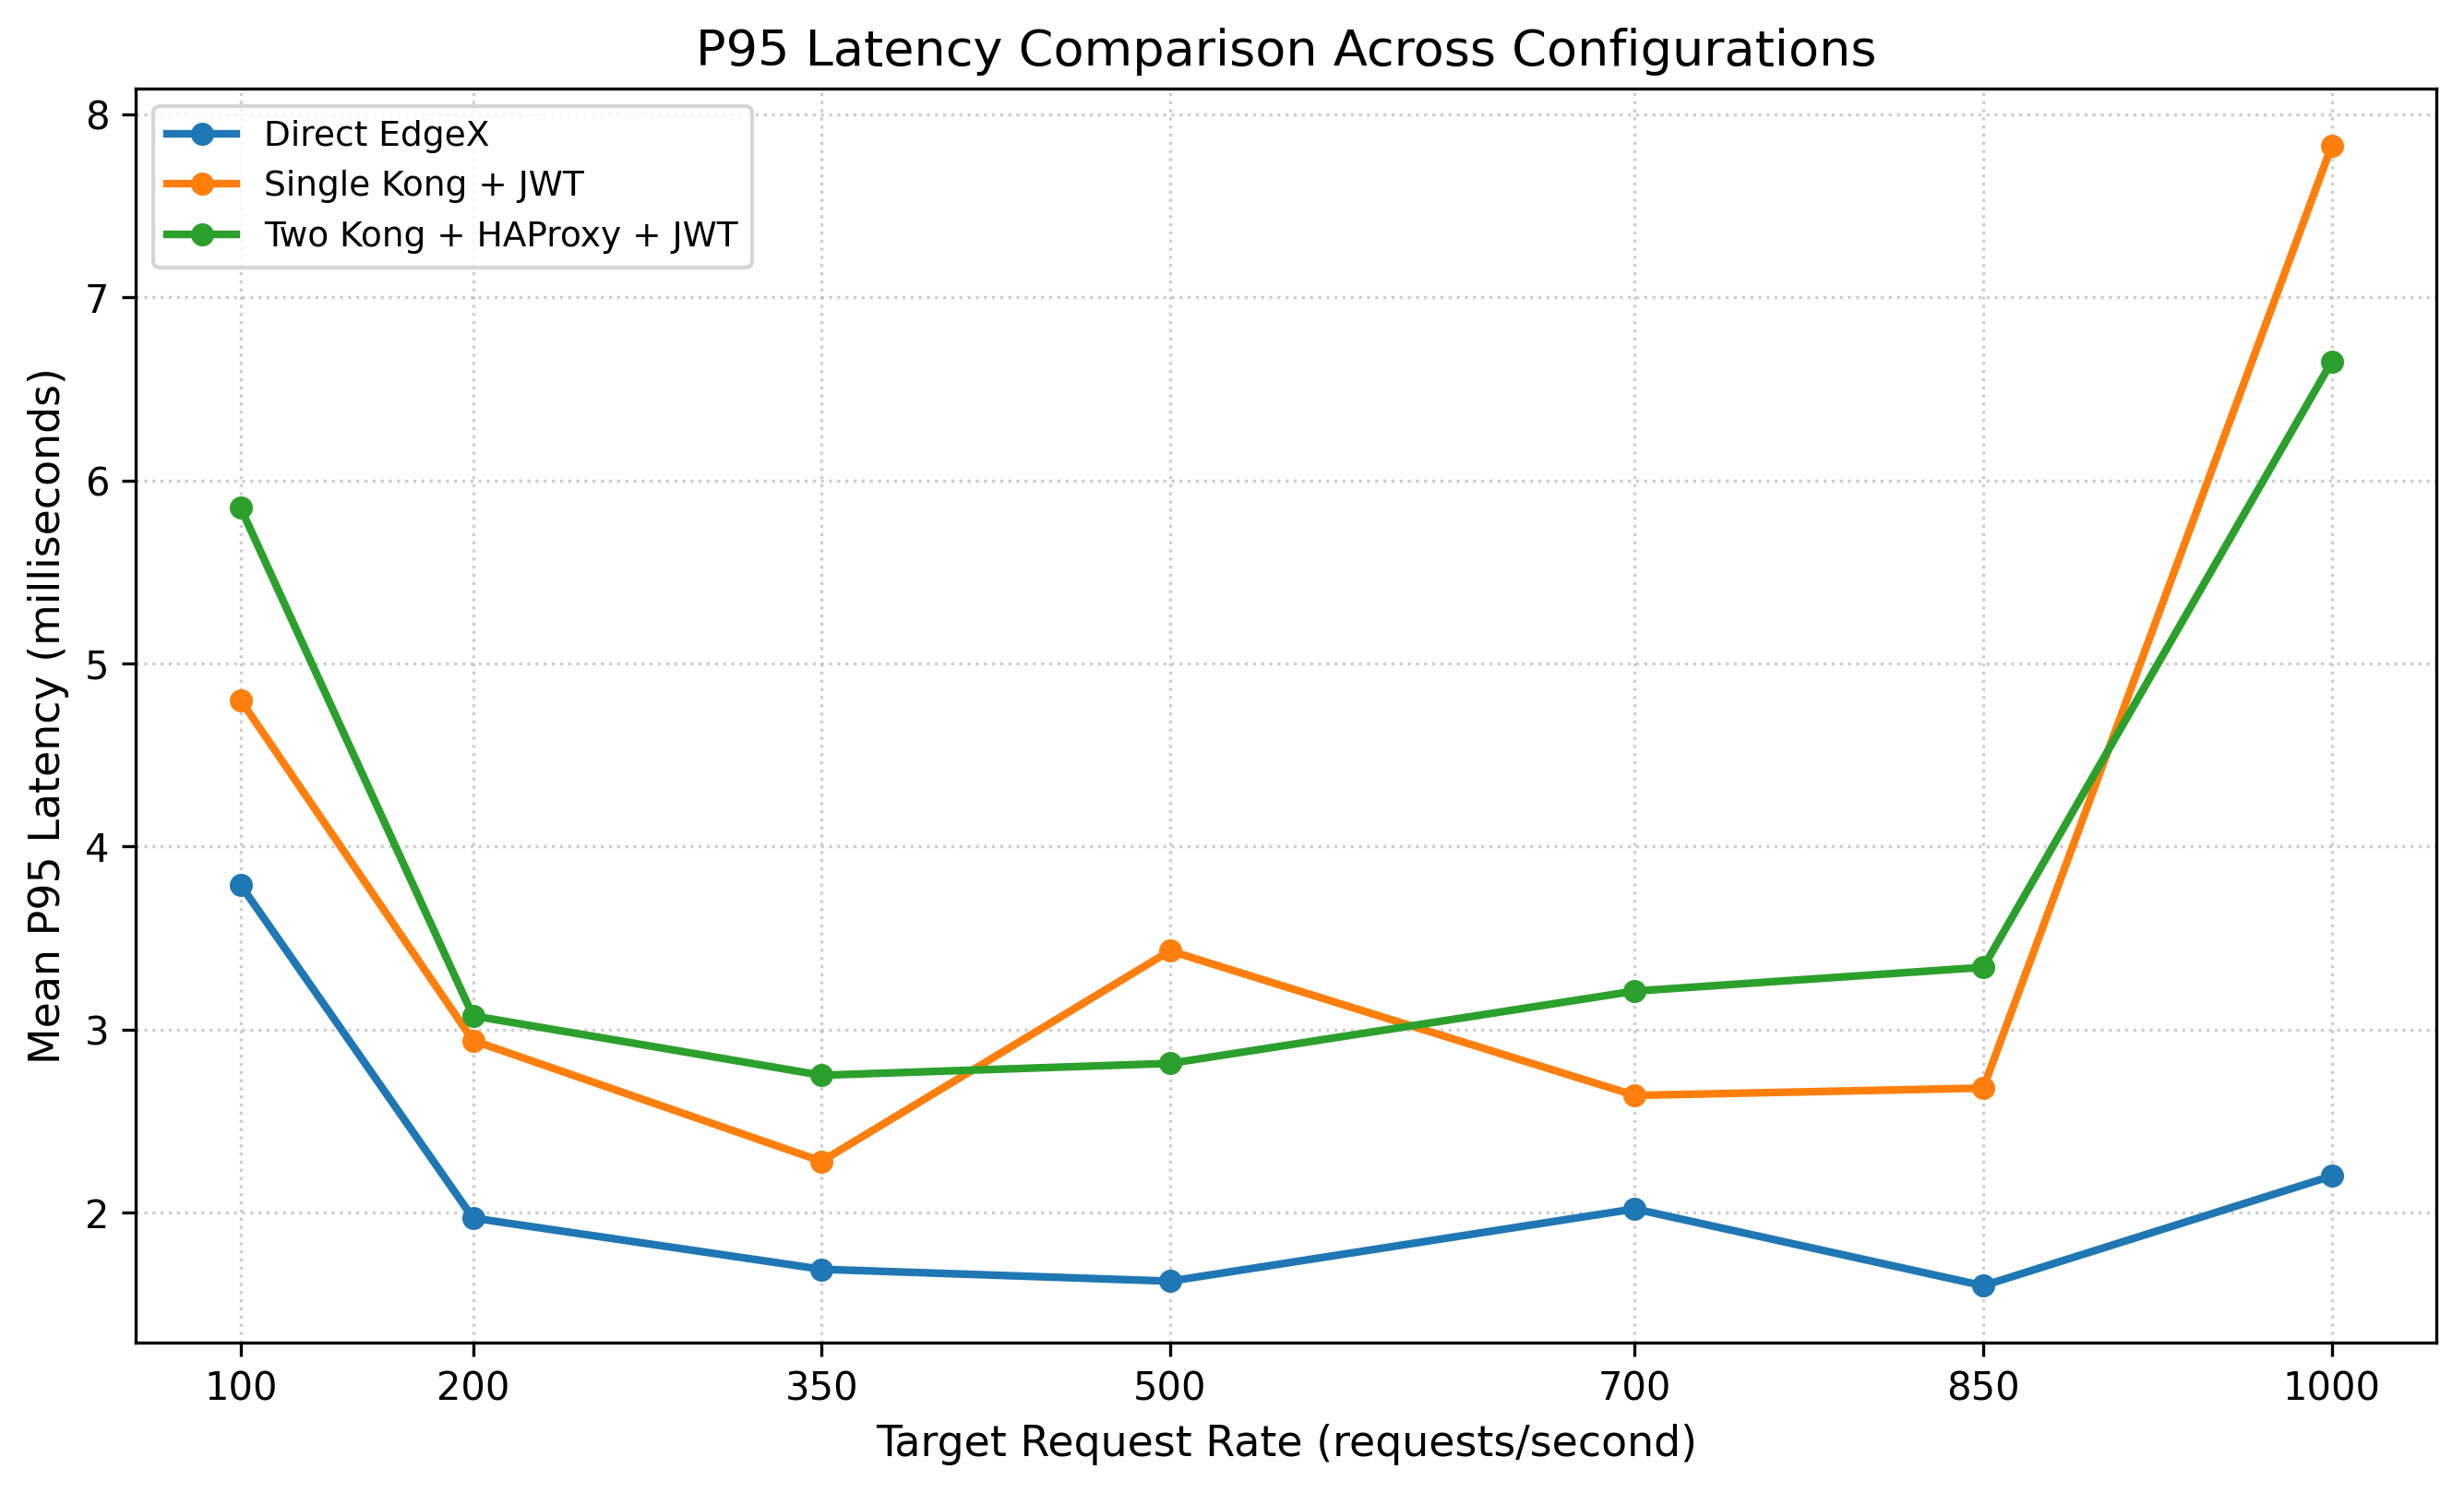 P95 Latency Comparison Across Configurations
Direct EdgeX
Single Kong + JWT
Two Kong + HAProxy + JWT
Mean P95 Latency (milliseconds)
8
7
6
5
4
3
2
100 200 350 500 700 850 1000
Target Request Rate (requests/second)